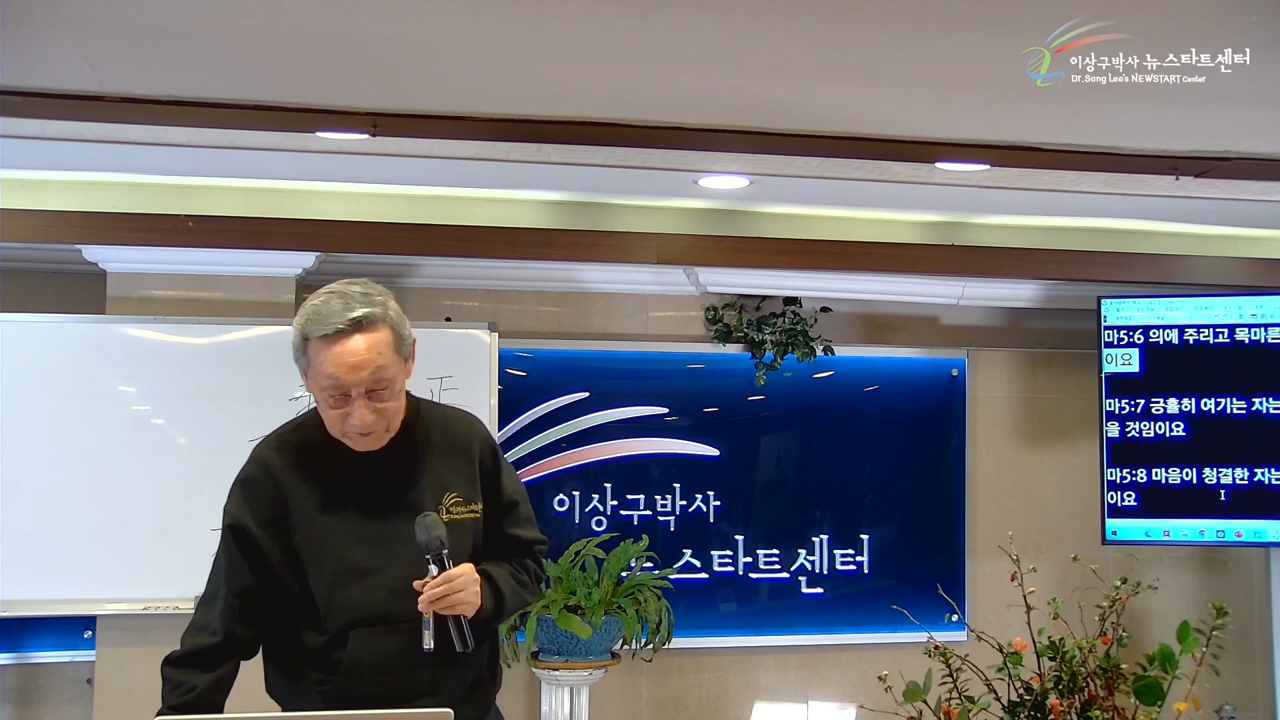 이상구박사 뉴스타트센터
Dr.Sang Lee's NEWSTART Center
正
마5:6 의에 주리고 목마른
이요
마5:7 긍휼히 여기는 자는
을 것임이요
마5:8 마음이 청결한 자는
이요
이상구박사
스타트센터